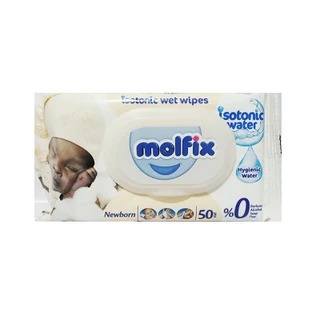 isotonic wet wipes
isotonic
water
molfix
Hygienic
Water
Newborn
50
%0